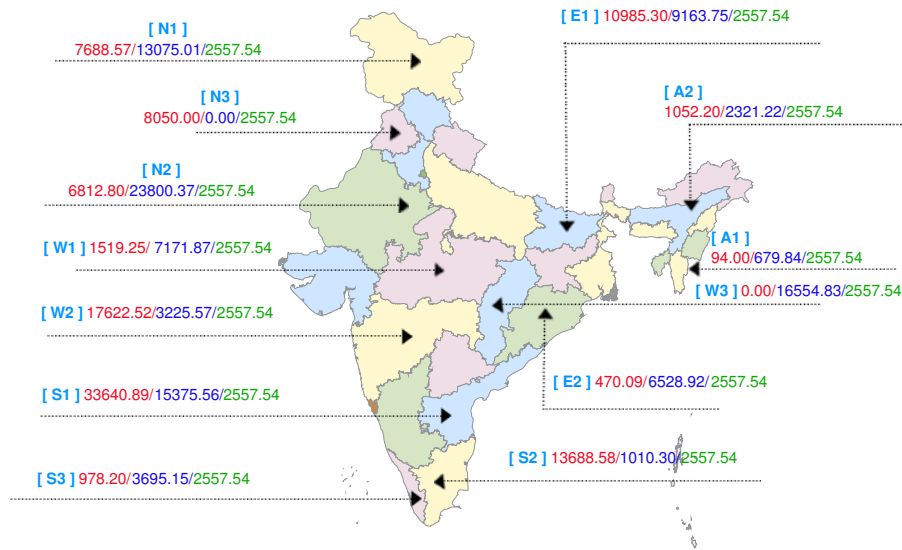 [ N1 ]
7688.57/13075.01/2557.54
[ E1 ] 10985.30/9163.75/2557.54
[ N3 ]
8050.00/0.00/2557.54
[ A2 ]
1052.20/2321.22/2557.54
[ N2 ]
6812.80/23800.37/2557.54
[ W1 ] 1519.25/ 7171.87/2557.54
[ A1 ]
94.00/679.84/2557.54
[ W3 ] 0.00/16554.83/2557.54
[ W2 ] 17622.52/3225.57/2557.54
[ E2 ] 470.09/6528.92/2557.54
[ S1 ] 33640.89/15375.56/2557.54
[ S2 ] 13688.58/1010.30/2557.54
[ S3 ] 978.20/3695.15/2557.54